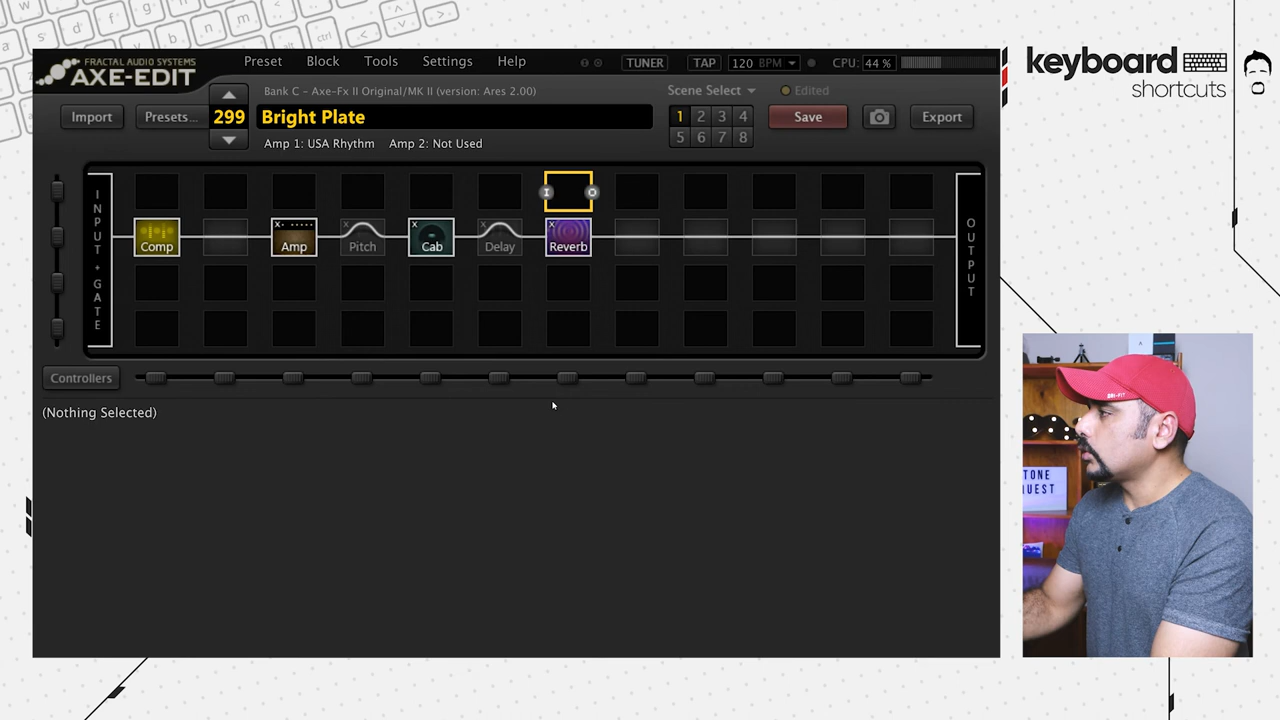 keyboard
shortcuts
FRACTAL AUDIO SYSTEMS
AXE-EDIT
Preset Block Tools Settings Help
TUNER TAP 120 BPM CPU: 44 %
Bank C - Axe-Fx II Original/MK II (version: Ares 2.00)
Scene Select Edited
Import Presets... 299 Bright Plate 1 2 3 4 Save Export
5 6 7 8
Amp 1: USA Rhythm Amp 2: Not Used
INPUT + GATE
Comp Amp Pitch Cab Delay Reverb
OUTPUT
Controllers
(Nothing Selected)
TONE
QUEST